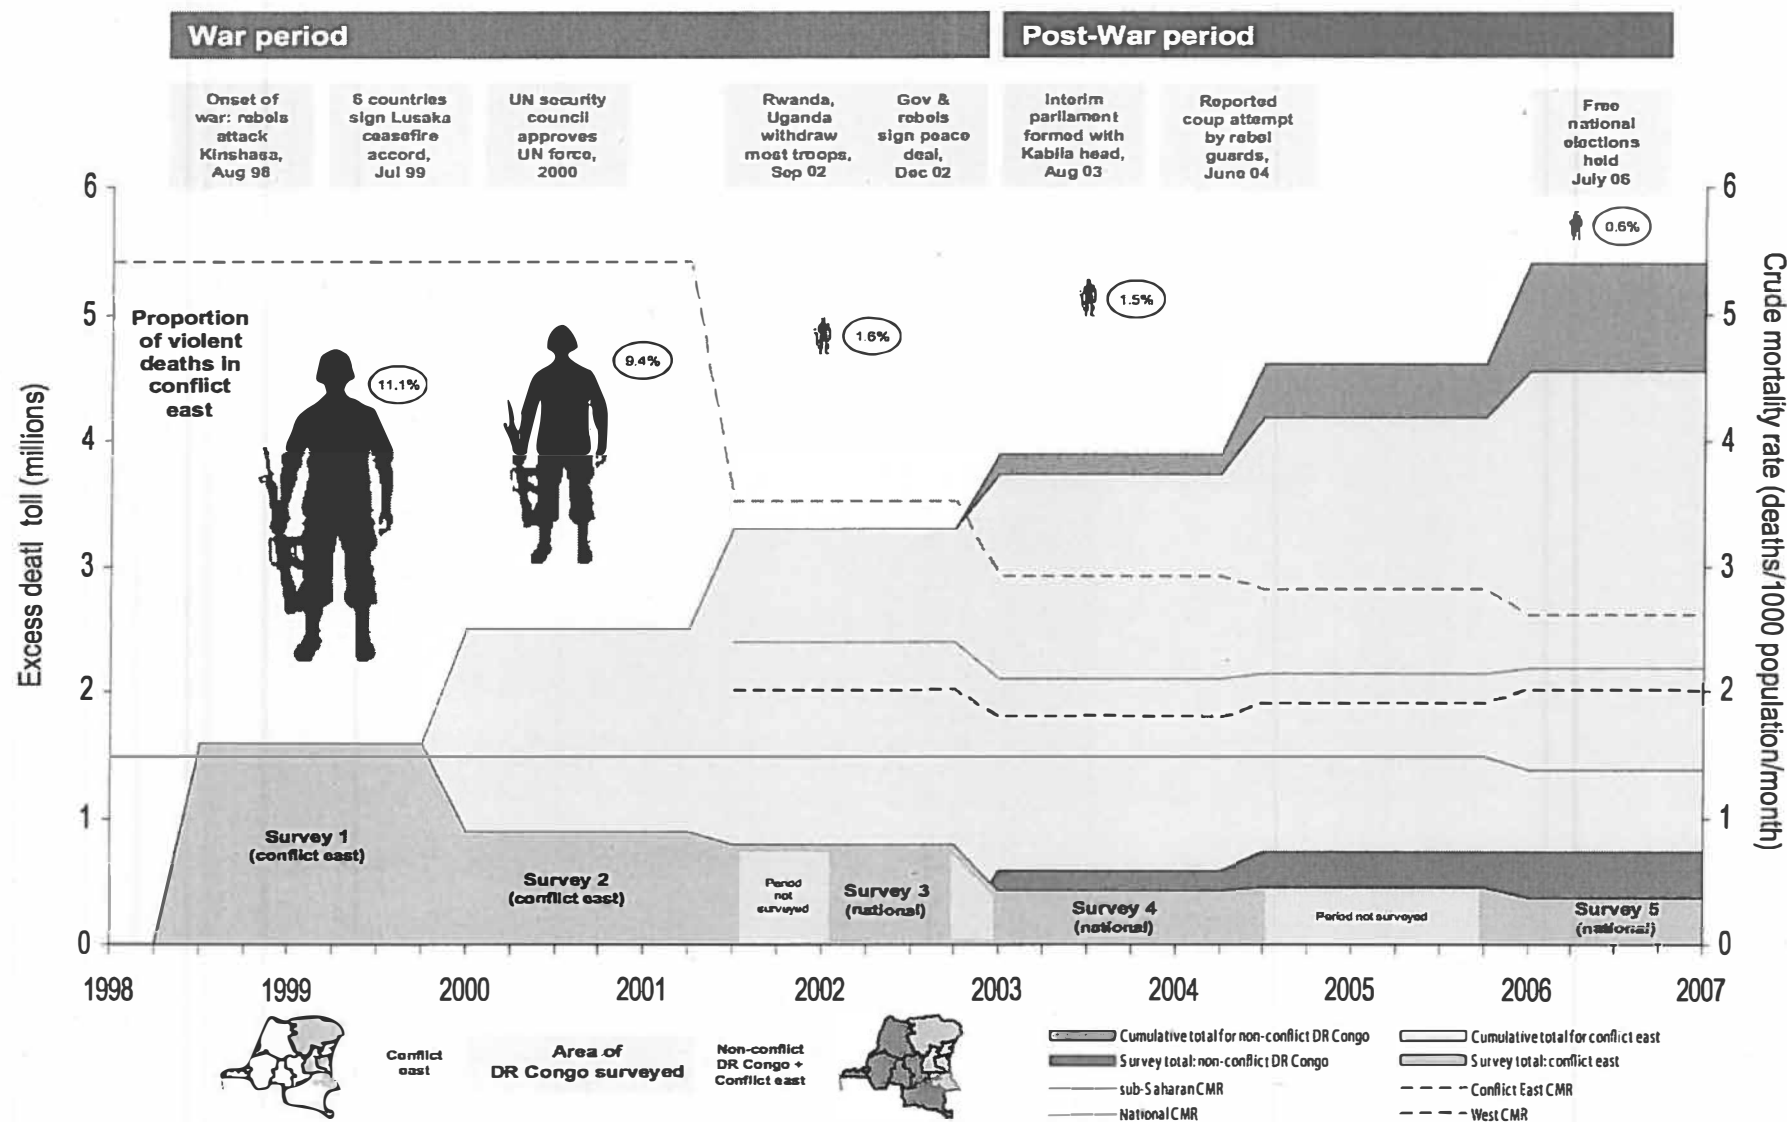 War period
Post-War period
Onset of
war: rebels
attack
Kinshasa,
Aug 98
6 countries
sign Lusaka
ceasefire
accord,
Jul 99
UN security
council
approves
UN force,
2000
Rwanda,
Uganda
withdraw
most troops,
Sep 02
Gov &
rebels
sign peace
deal,
Dec 02
Interim
parliament
formed with
Kabila head,
Aug 03
Reported
coup attempt
by rebel
guards,
June 04
Free
national
elections
held
July 06
6
5
4
3
2
1
0
Excess deatl toll (millions)
6
5
4
3
2
1
0
Crude mortality rate (deaths/1000 population/month)
Proportion
of violent
deaths in
conflict
east
11.1%
9.4%
1.6%
1.5%
0.6%
Survey 1
(conflict east)
Survey 2
(conflict east)
Period
not
surveyed
Survey 3
(national)
Survey 4
(national)
Period not surveyed
Survey 5
(national)
1998
1999
2000
2001
2002
2003
2004
2005
2006
2007
Conflict
east
Area of
DR Congo surveyed
Non-conflict
DR Congo +
Conflict east
Cumulative total for non-conflict DR Congo
Survey total: non-conflict DR Congo
sub-Saharan CMR
National CMR
Cumulative total for conflict east
Survey total: conflict east
Conflict East CMR
West CMR